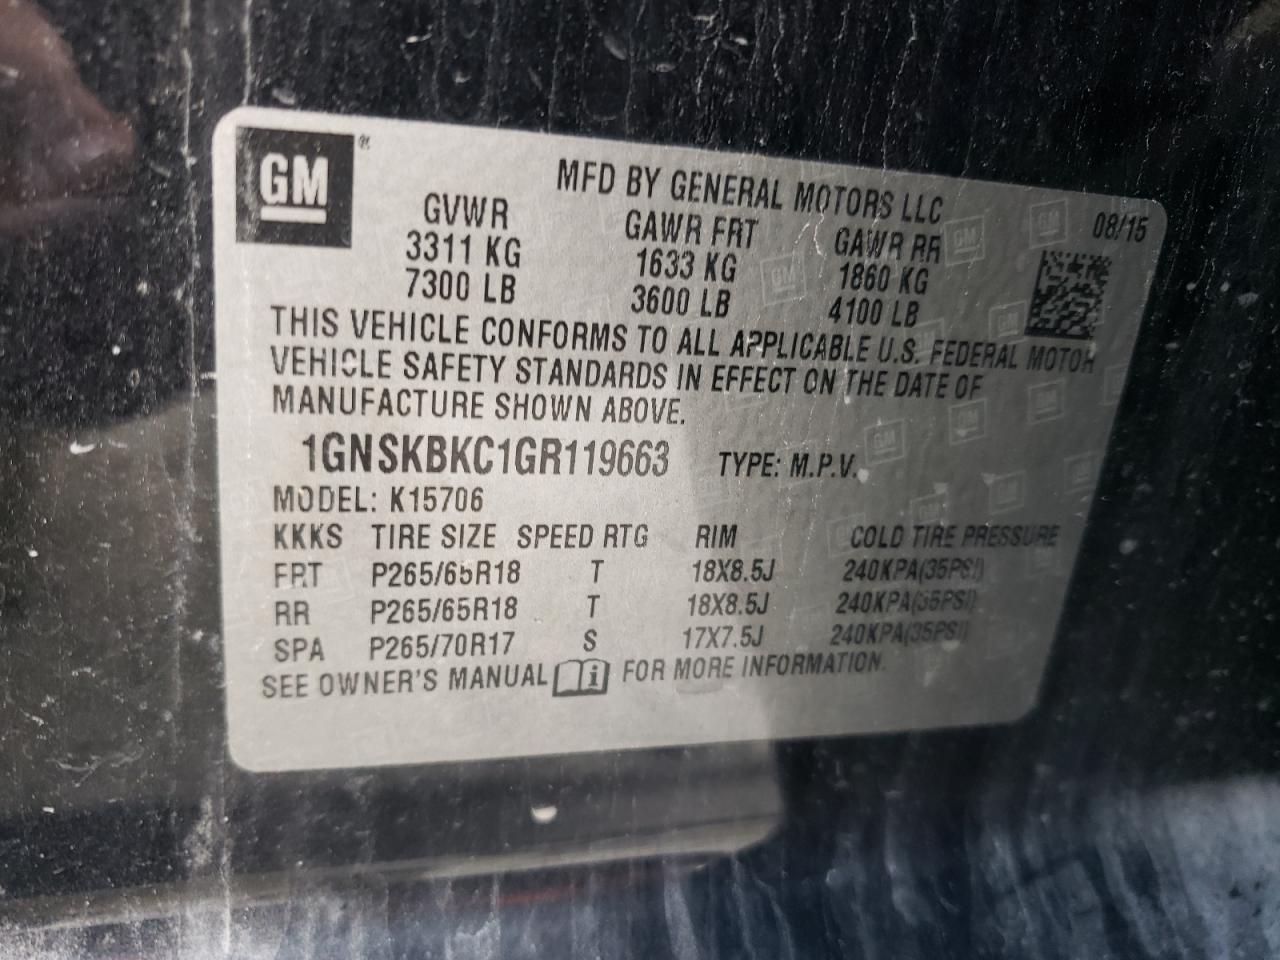 GM ®
MFD BY GENERAL MOTORS LLC
08/15
GVWR GAWR FRT GAWR RR
3311 KG 1633 KG 1860 KG
7300 LB 3600 LB 4100 LB
THIS VEHICLE CONFORMS TO ALL APPLICABLE U.S. FEDERAL MOTOR
VEHICLE SAFETY STANDARDS IN EFFECT ON THE DATE OF
MANUFACTURE SHOWN ABOVE.
1GNSKBKC1GR119663 TYPE: M.P.V.
MODEL: K15706
KKKS TIRE SIZE SPEED RTG RIM COLD TIRE PRESSURE
FRT P265/65R18 T 18X8.5J 240KPA(35PSI)
RR P265/65R18 T 18X8.5J 240KPA(35PSI)
SPA P265/70R17 S 17X7.5J 240KPA(35PSI)
SEE OWNER'S MANUAL i FOR MORE INFORMATION.